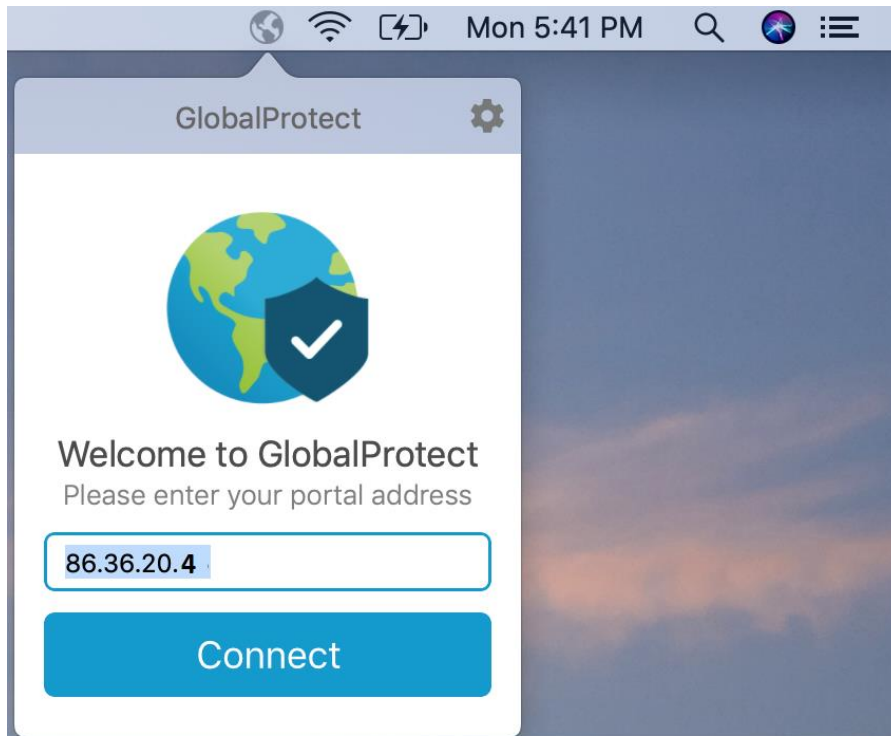 Mon 5:41 PM
GlobalProtect
Welcome to GlobalProtect
Please enter your portal address
86.36.20.4
Connect